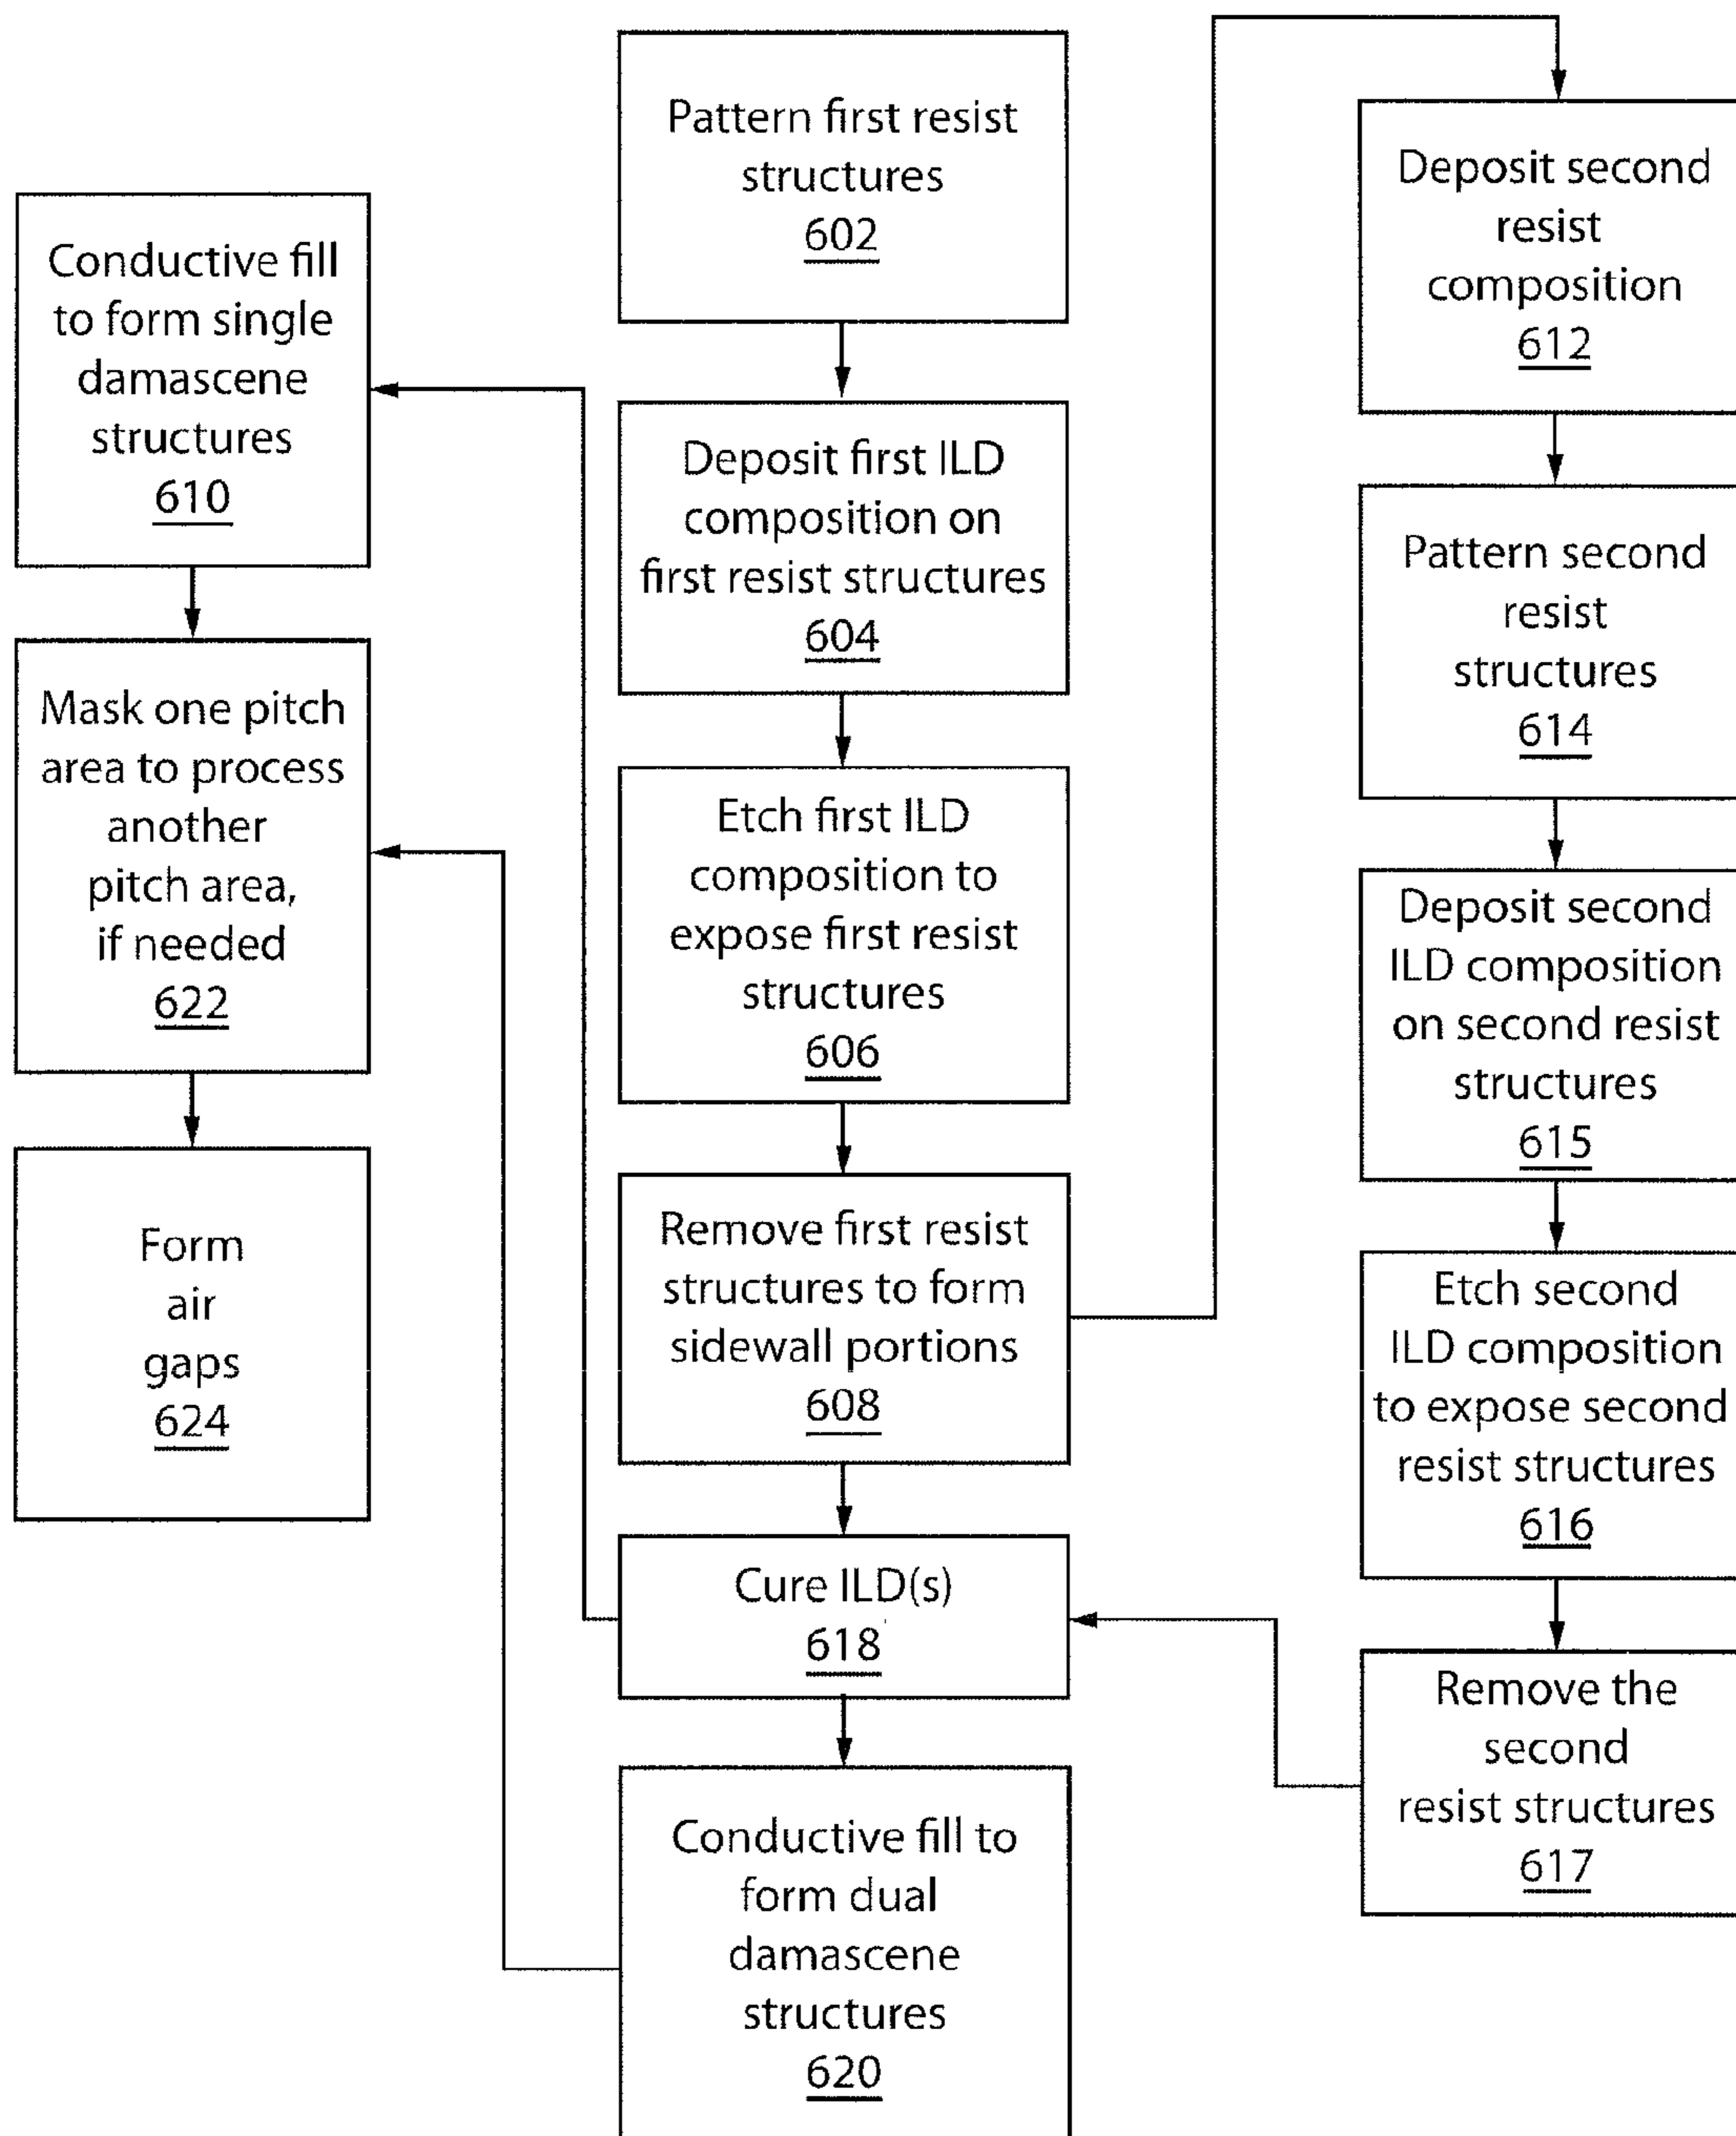 Pattern first resist
structures
602
Deposit first ILD
composition on
first resist structures
604
Etch first ILD
composition to
expose first resist
structures
606
Remove first resist
structures to form
sidewall portions
608
Cure ILD(s)
618
Conductive fill to
form dual
damascene
structures
620
Conductive fill
to form single
damascene
structures
610
Mask one pitch
area to process
another
pitch area,
if needed
622
Form
air
gaps
624
Deposit second
resist
composition
612
Pattern second
resist
structures
614
Deposit second
ILD composition
on second resist
structures
615
Etch second
ILD composition
to expose second
resist structures
616
Remove the
second
resist structures
617